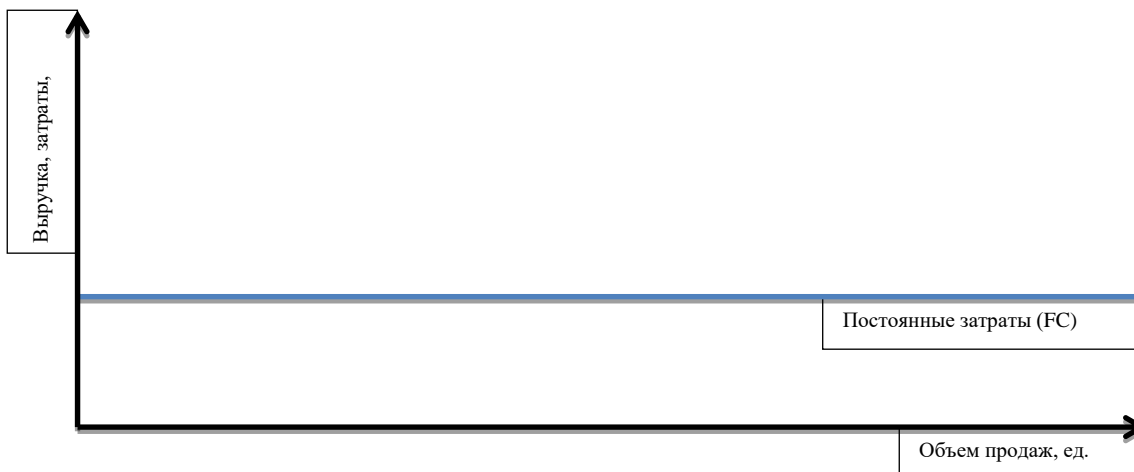 Выручка, затраты,
Постоянные затраты (FC)
Объем продаж, ед.